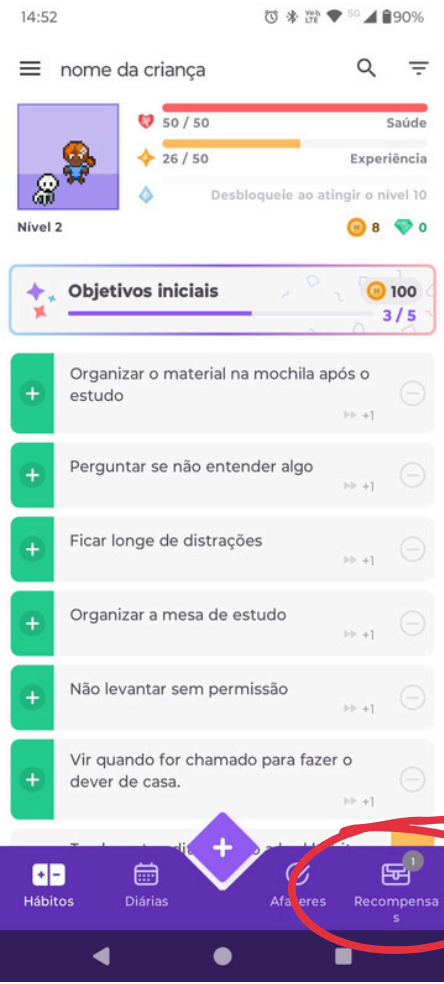 14:52
5G
90%
nome da criança
50 / 50
Saúde
26 / 50
Experiência
Desbloqueie ao atingir o nível 10
Nível 2
8
0
Objetivos iniciais
100
3 / 5
Organizar o material na mochila após o
estudo
+1
Perguntar se não entender algo
+1
Ficar longe de distrações
+1
Organizar a mesa de estudo
+1
Não levantar sem permissão
+1
Vir quando for chamado para fazer o
dever de casa.
+1
1
Hábitos
Diárias
Afazeres
Recompensa
s